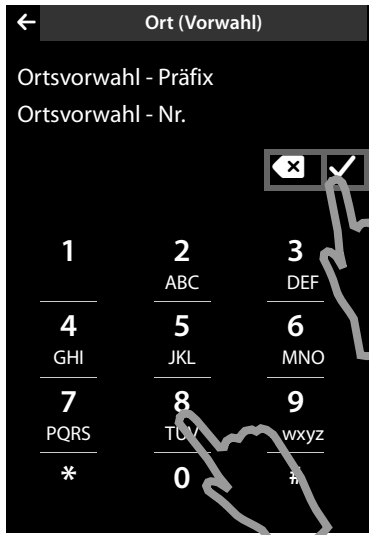 Ort (Vorwahl)
Ortsvorwahl - Präfix
Ortsvorwahl - Nr.
1 2 3
ABC DEF
4 5 6
GHI JKL MNO
7 8 9
PQRS TUV wxyz
* 0 #